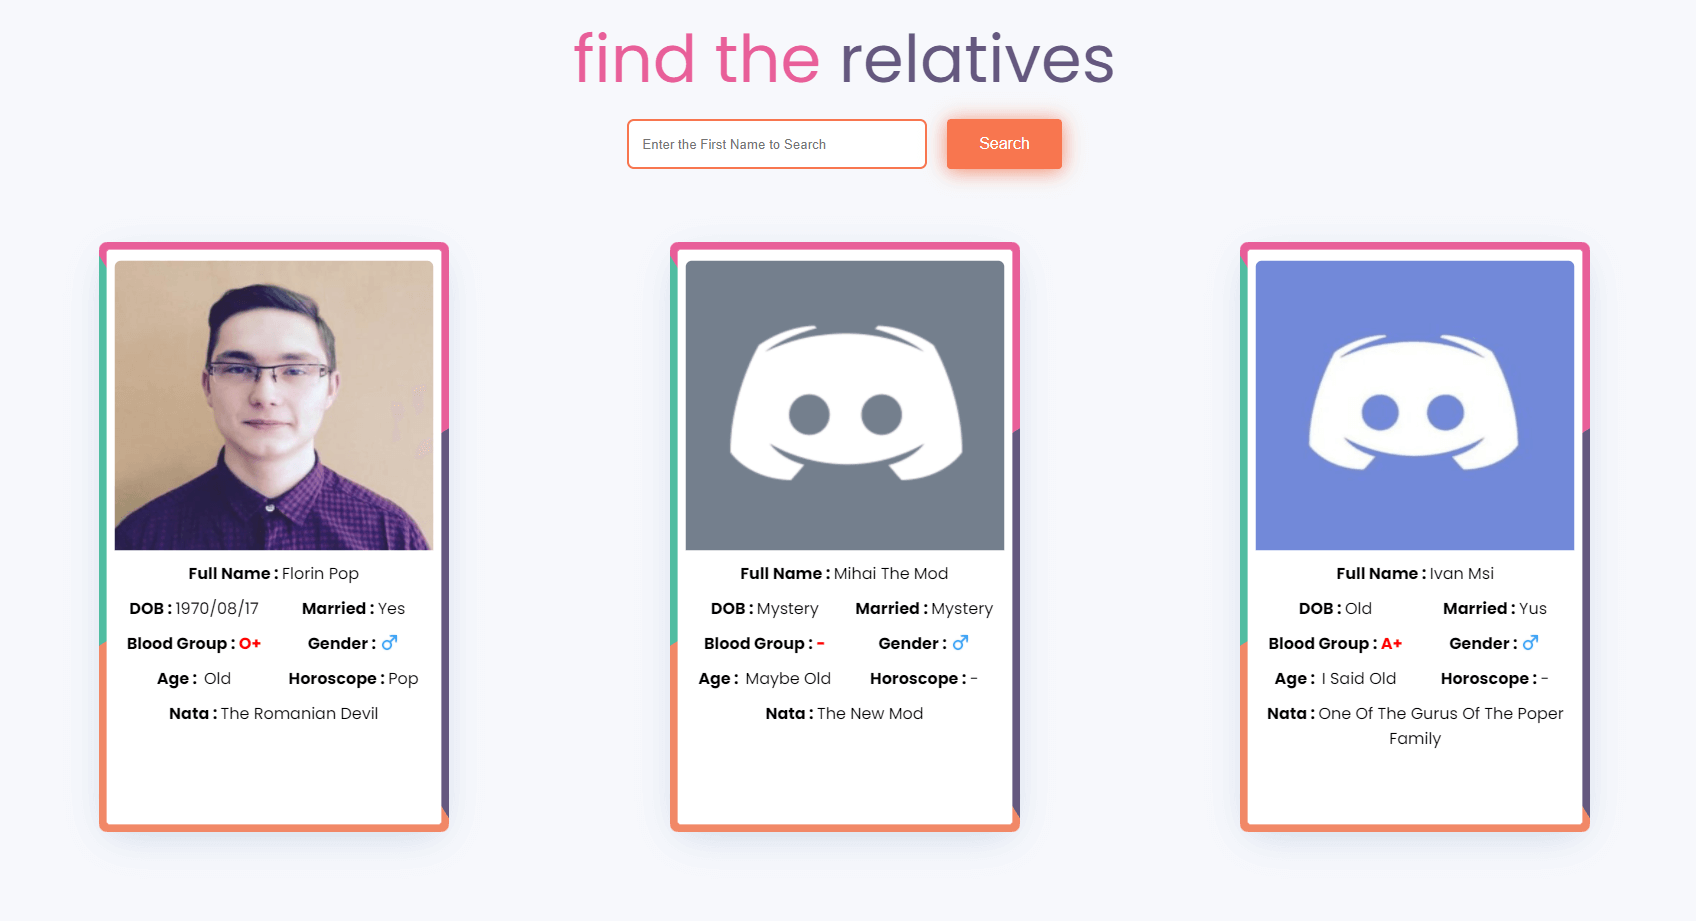 find the relatives
Enter the First Name to Search
Search
Full Name : Florin Pop
DOB : 1970/08/17 Married : Yes
Blood Group : O+ Gender : ♂
Age : Old Horoscope : Pop
Nata : The Romanian Devil
Full Name : Mihai The Mod
DOB : Mystery Married : Mystery
Blood Group : - Gender : ♂
Age : Maybe Old Horoscope : -
Nata : The New Mod
Full Name : Ivan Msi
DOB : Old Married : Yus
Blood Group : A+ Gender : ♂
Age : I Said Old Horoscope : -
Nata : One Of The Gurus Of The Poper
Family